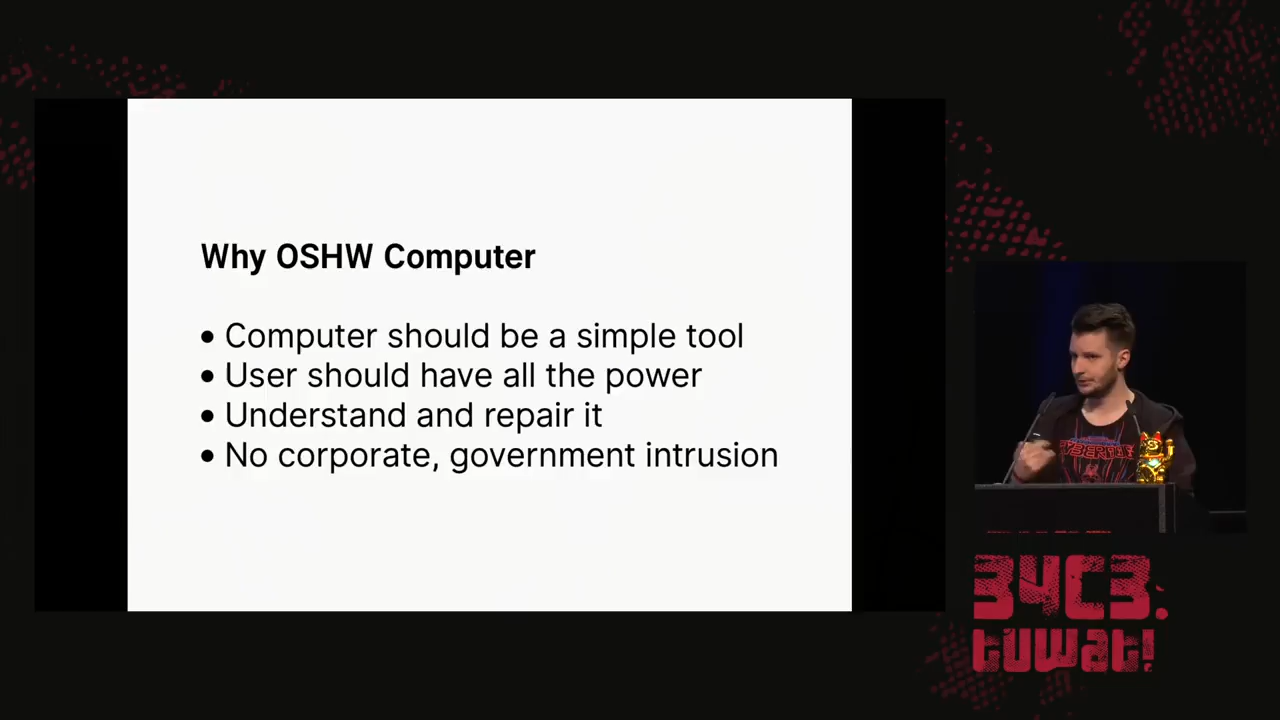 Why OSHW Computer
• Computer should be a simple tool
• User should have all the power
• Understand and repair it
• No corporate, government intrusion
34C3.
tuwat!